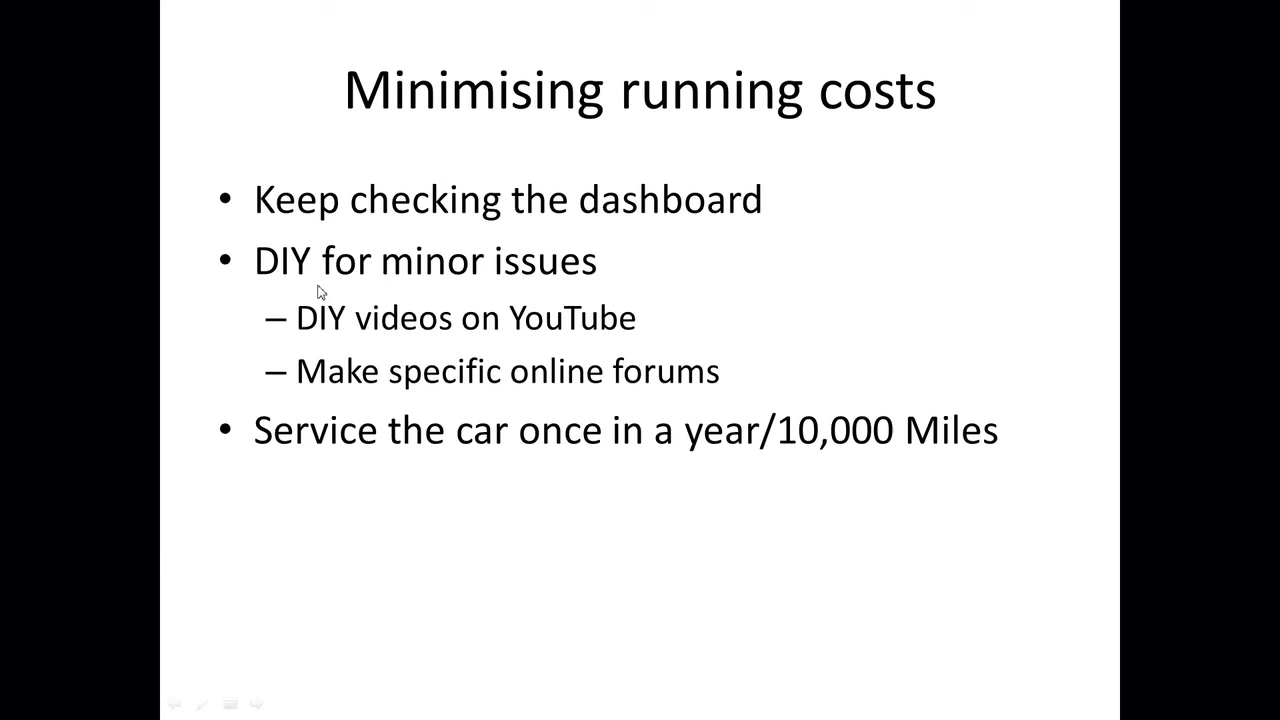 Minimising running costs
• Keep checking the dashboard
• DIY for minor issues
– DIY videos on YouTube
– Make specific online forums
• Service the car once in a year/10,000 Miles